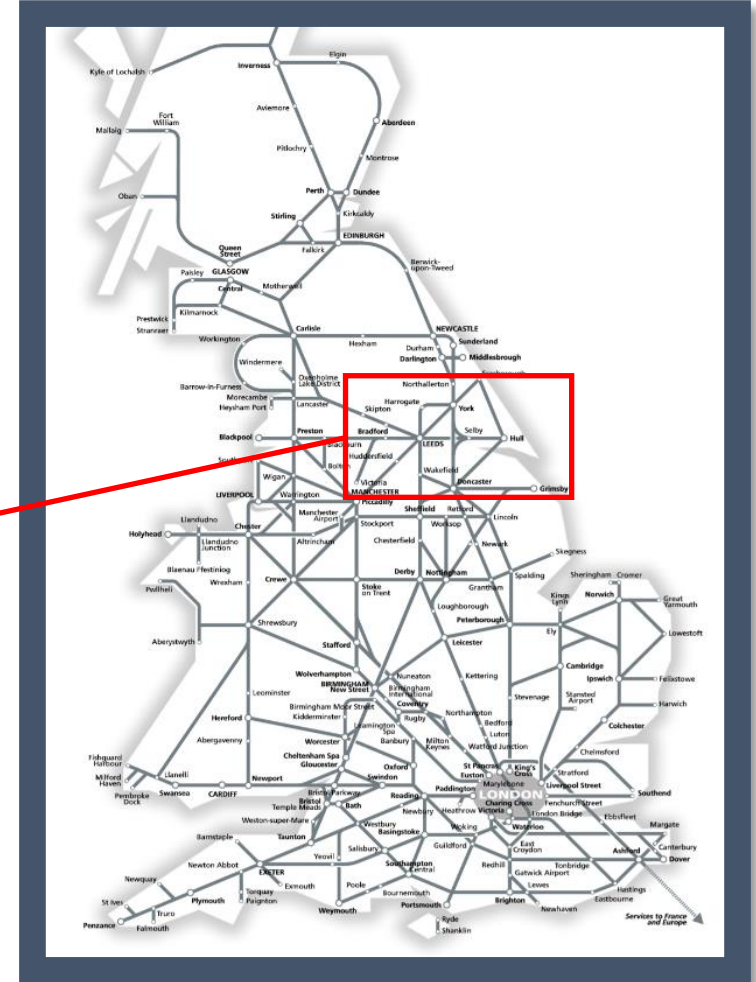 Elgin
Inverness
Kyle of Lochalsh
Aviemore
Fort
William
Mallaig
Aberdeen
Pitlochry
Montrose
Perth
Dundee
Oban
Stirling
Kirkcaldy
EDINBURGH
Queen
Street
Falkirk
Berwick-
upon-Tweed
Paisley
GLASGOW
Central
Motherwell
Prestwick
Kilmarnock
Stranraer
Carlisle
NEWCASTLE
Workington
Hexham
Durham
Sunderland
Darlington
Middlesbrough
Windermere
Oxenholme
Lake District
Northallerton
Barrow-in-Furness
Morecambe
Heysham Port
Lancaster
Harrogate
York
Skipton
Blackpool
Preston
Bradford
LEEDS
Selby
Hull
Huddersfield
Bolton
Wakefield
Wigan
Victoria
MANCHESTER
Piccadilly
Doncaster
Grimsby
LIVERPOOL
Warrington
Sheffield
Retford
Llandudno
Manchester
Airport
Stockport
Worksop
Lincoln
Holyhead
Chester
Llandudno
Junction
Altrincham
Chesterfield
Newark
Skegness
Blaenau Ffestiniog
Pwllheli
Wrexham
Crewe
Stoke
on Trent
Derby
Nottingham
Grantham
Spalding
Sheringham
Cromer
Kings
Lynn
Norwich
Great
Yarmouth
Loughborough
Peterborough
Shrewsbury
Ely
Lowestoft
Aberystwyth
Stafford
Leicester
Wolverhampton
BIRMINGHAM
New Street
Nuneaton
Birmingham
International
Kettering
Cambridge
Ipswich
Felixstowe
Leominster
Birmingham Moor Street
Coventry
Stevenage
Stansted
Airport
Harwich
Hereford
Kidderminster
Rugby
Northampton
Leamington
Spa
Bedford
Colchester
Abergavenny
Worcester
Banbury
Milton
Keynes
Luton
Watford Junction
Chelmsford
Fishguard
Harbour
Cheltenham Spa
Gloucester
Oxford
St Pancras
King's
Cross
Euston
Stratford
Milford
Haven
Llanelli
Newport
Swindon
Marylebone
Liverpool Street
Pembroke
Dock
Swansea
CARDIFF
Bristol Parkway
Bristol
Temple Meads
Bath
Reading
Paddington
LONDON
Southend
Charing Cross
Fenchurch Street
Weston-super-Mare
Newbury
Heathrow
Victoria
London Bridge
Ebbsfleet
Barnstaple
Taunton
Westbury
Basingstoke
Woking
Waterloo
Margate
Yeovil
Salisbury
Guildford
East
Croydon
Canterbury
Newton Abbot
EXETER
Southampton
Central
Redhill
Gatwick Airport
Tonbridge
Ashford
Dover
Newquay
Exmouth
Poole
Lewes
Hastings
St Ives
Plymouth
Torquay
Paignton
Bournemouth
Eastbourne
Truro
Weymouth
Portsmouth
Brighton
Newhaven
Penzance
Falmouth
Ryde
Shanklin
Services to France
and Europe